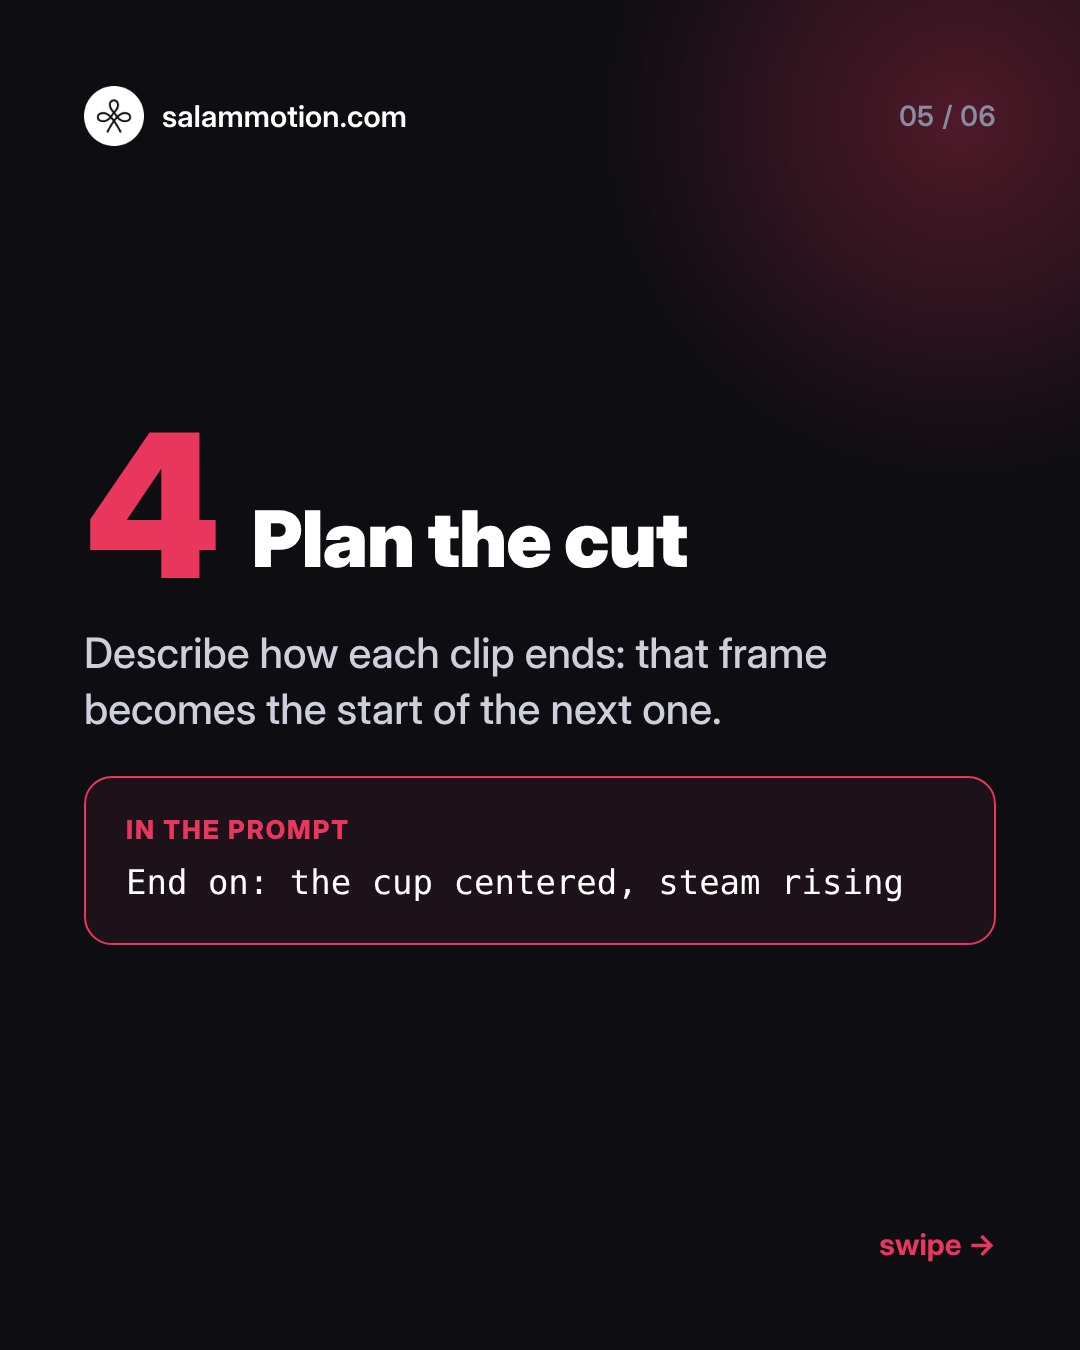 salammotion.com
05 / 06
4 Plan the cut
Describe how each clip ends: that frame
becomes the start of the next one.
IN THE PROMPT
End on: the cup centered, steam rising
swipe →